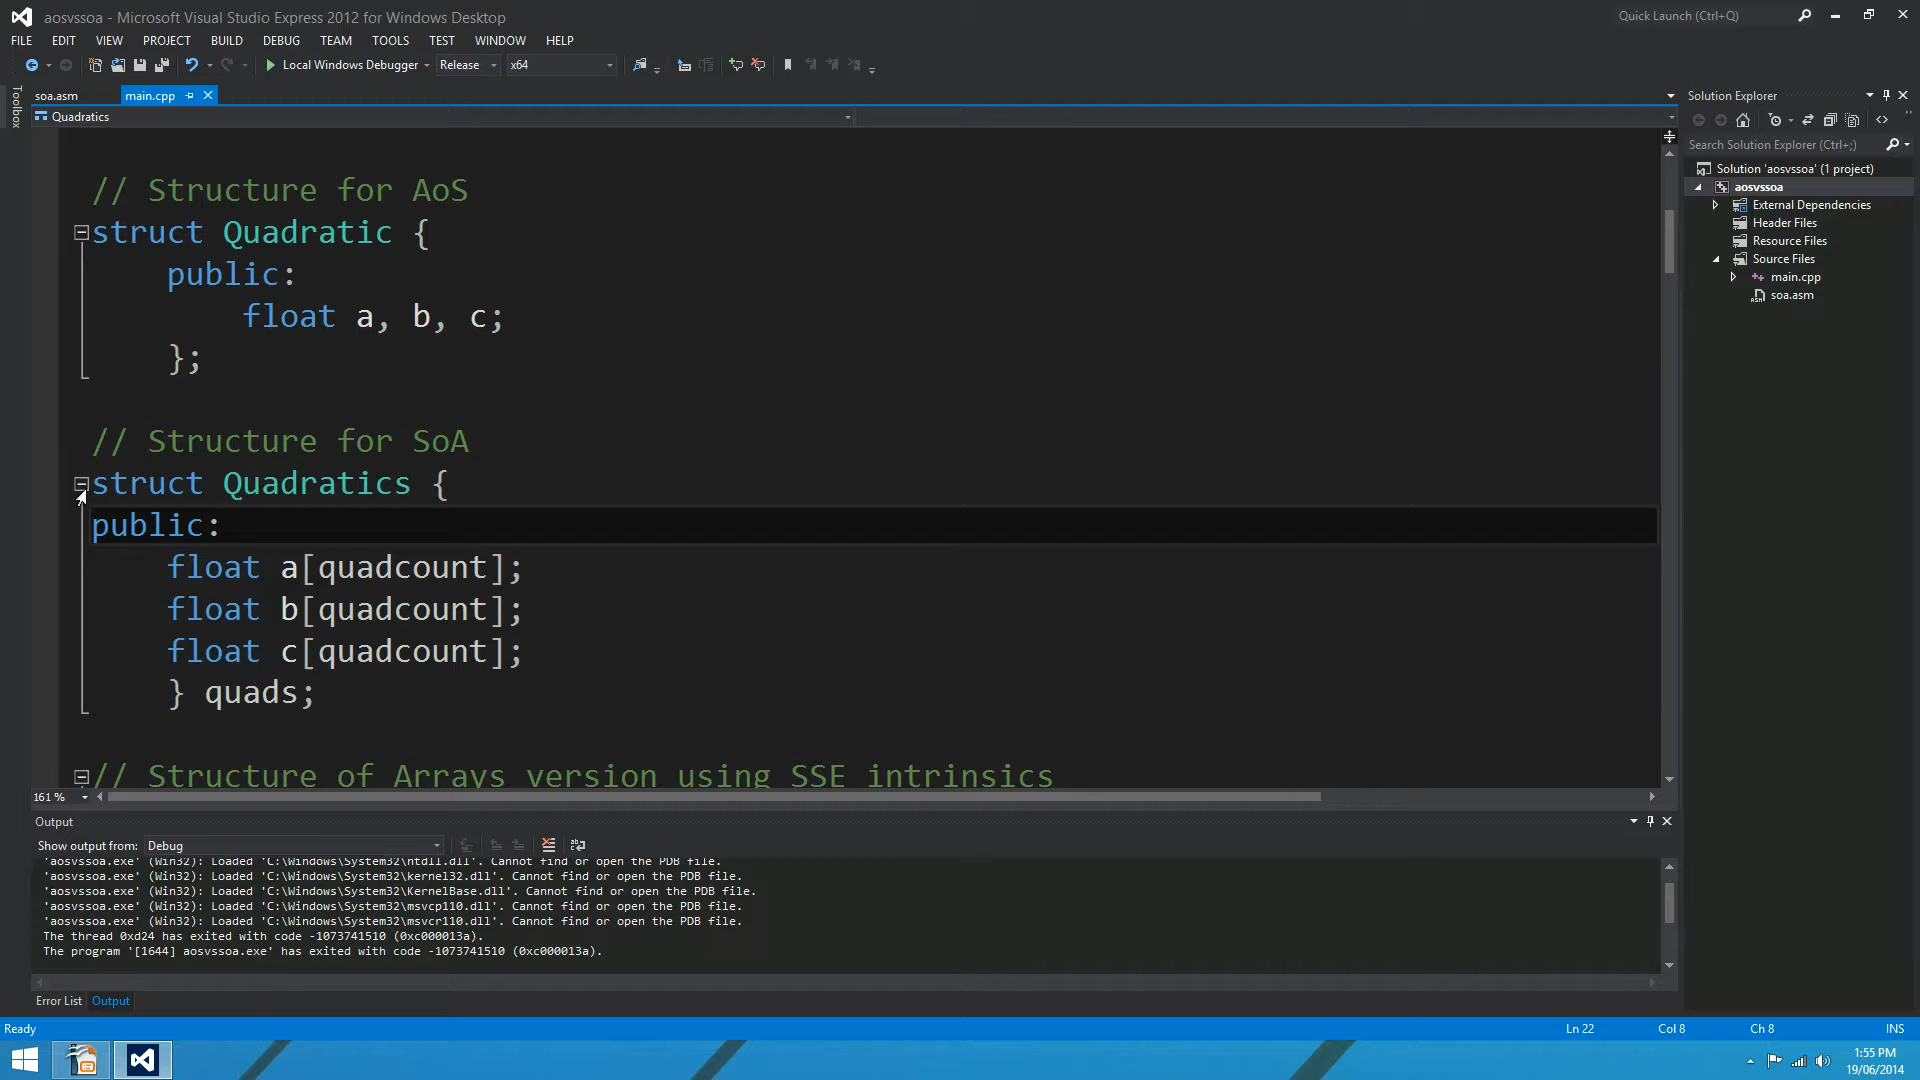 aosvssoa - Microsoft Visual Studio Express 2012 for Windows Desktop
Quick Launch (Ctrl+Q)
FILE EDIT VIEW PROJECT BUILD DEBUG TEAM TOOLS TEST WINDOW HELP
Local Windows Debugger Release x64
Toolbox
soa.asm main.cpp
Quadratics
// Structure for AoS
struct Quadratic {
public:
float a, b, c;
};
// Structure for SoA
struct Quadratics {
public:
float a[quadcount];
float b[quadcount];
float c[quadcount];
} quads;
// Structure of Arrays version using SSE intrinsics
161 %
Solution Explorer
Search Solution Explorer (Ctrl+;)
Solution 'aosvssoa' (1 project)
aosvssoa
External Dependencies
Header Files
Resource Files
Source Files
main.cpp
soa.asm
Output
Show output from: Debug
'aosvssoa.exe' (Win32): Loaded 'C:\Windows\System32\ntdll.dll'. Cannot find or open the PDB file.
'aosvssoa.exe' (Win32): Loaded 'C:\Windows\System32\kernel32.dll'. Cannot find or open the PDB file.
'aosvssoa.exe' (Win32): Loaded 'C:\Windows\System32\KernelBase.dll'. Cannot find or open the PDB file.
'aosvssoa.exe' (Win32): Loaded 'C:\Windows\System32\msvcp110.dll'. Cannot find or open the PDB file.
'aosvssoa.exe' (Win32): Loaded 'C:\Windows\System32\msvcr110.dll'. Cannot find or open the PDB file.
The thread 0xd24 has exited with code -1073741510 (0xc000013a).
The program '[1644] aosvssoa.exe' has exited with code -1073741510 (0xc000013a).
Error List Output
Ready Ln 22 Col 8 Ch 8 INS
1:55 PM
19/06/2014